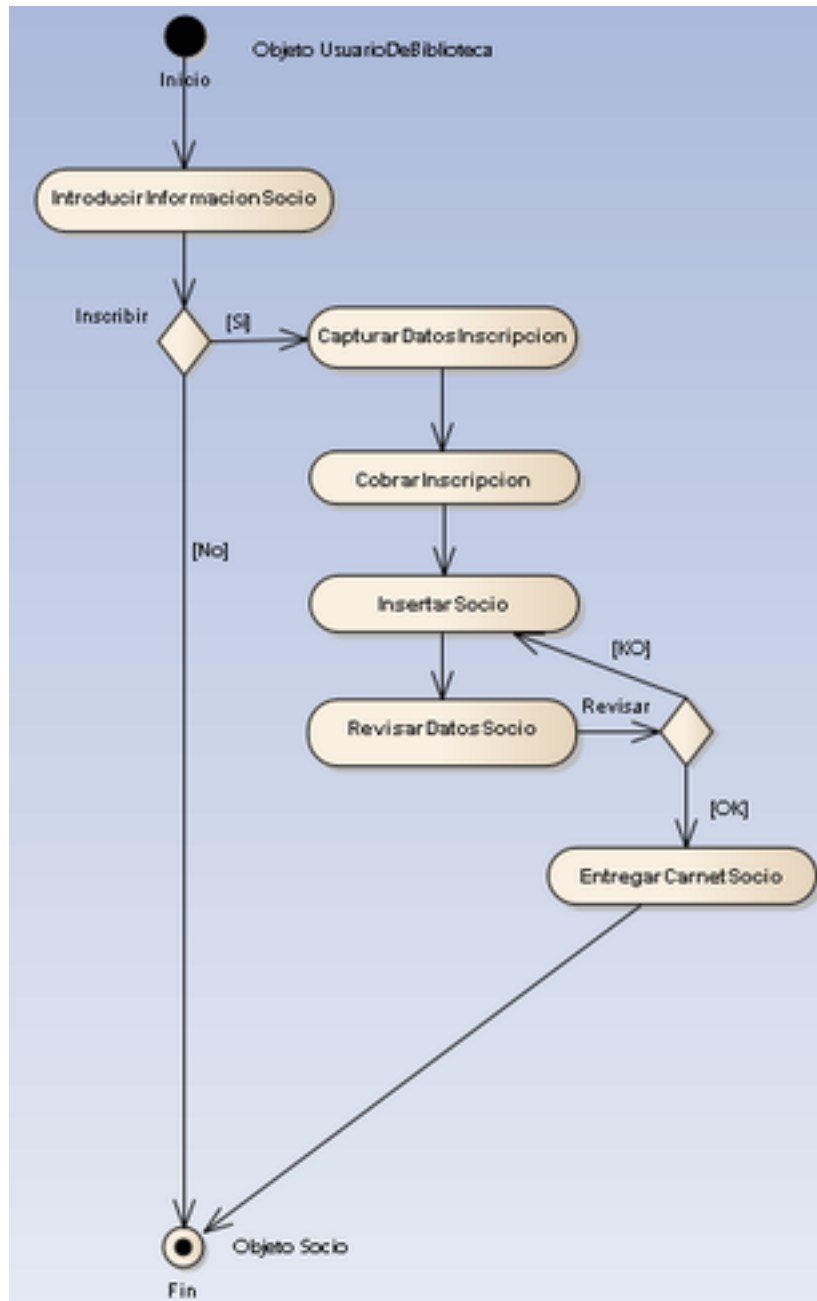 Objeto UsuarioDeBiblioteca
Inicio
IntroducirInformacionSocio
Inscribir
[Si]
CapturarDatosInscripcion
CobrarInscripcion
[No]
InsertarSocio
[KO]
Revisar
RevisarDatosSocio
[OK]
EntregarCarnetSocio
Objeto Socio
Fin